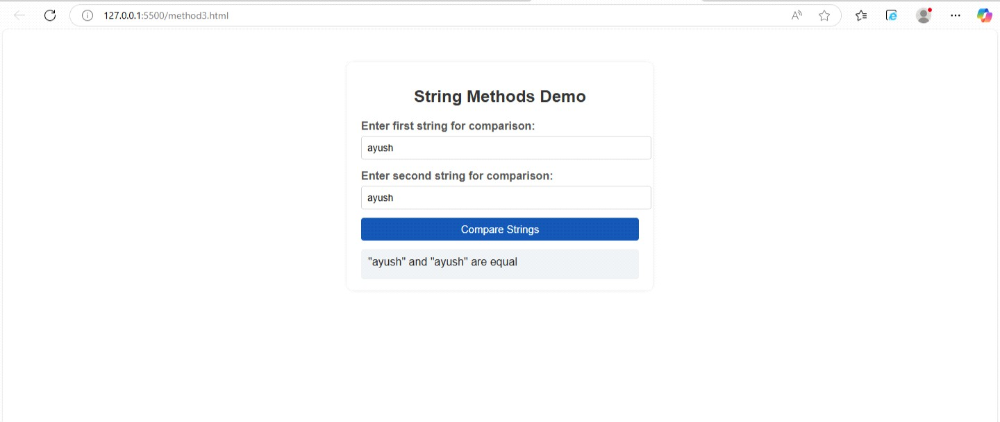 127.0.0.1:5500/method3.html
String Methods Demo
Enter first string for comparison:
ayush
Enter second string for comparison:
ayush
Compare Strings
"ayush" and "ayush" are equal